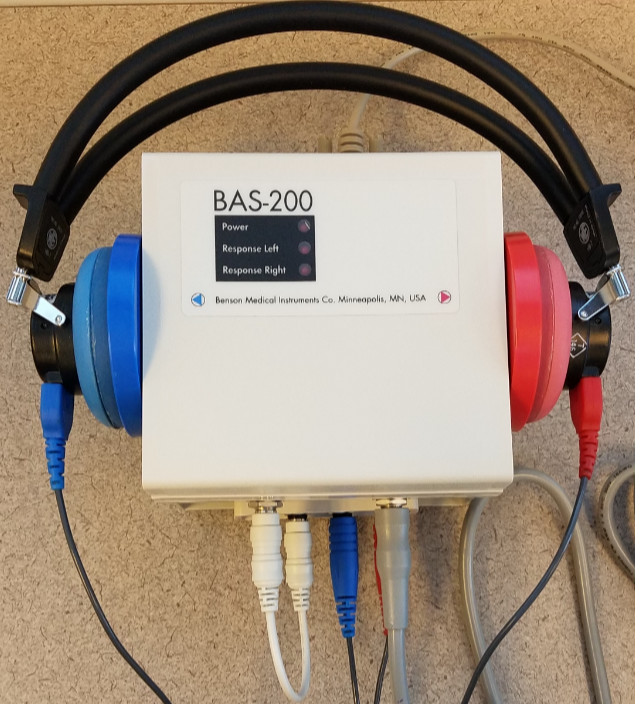 BAS-200
Power
Response Left
Response Right
Benson Medical Instruments Co. Minneapolis, MN, USA